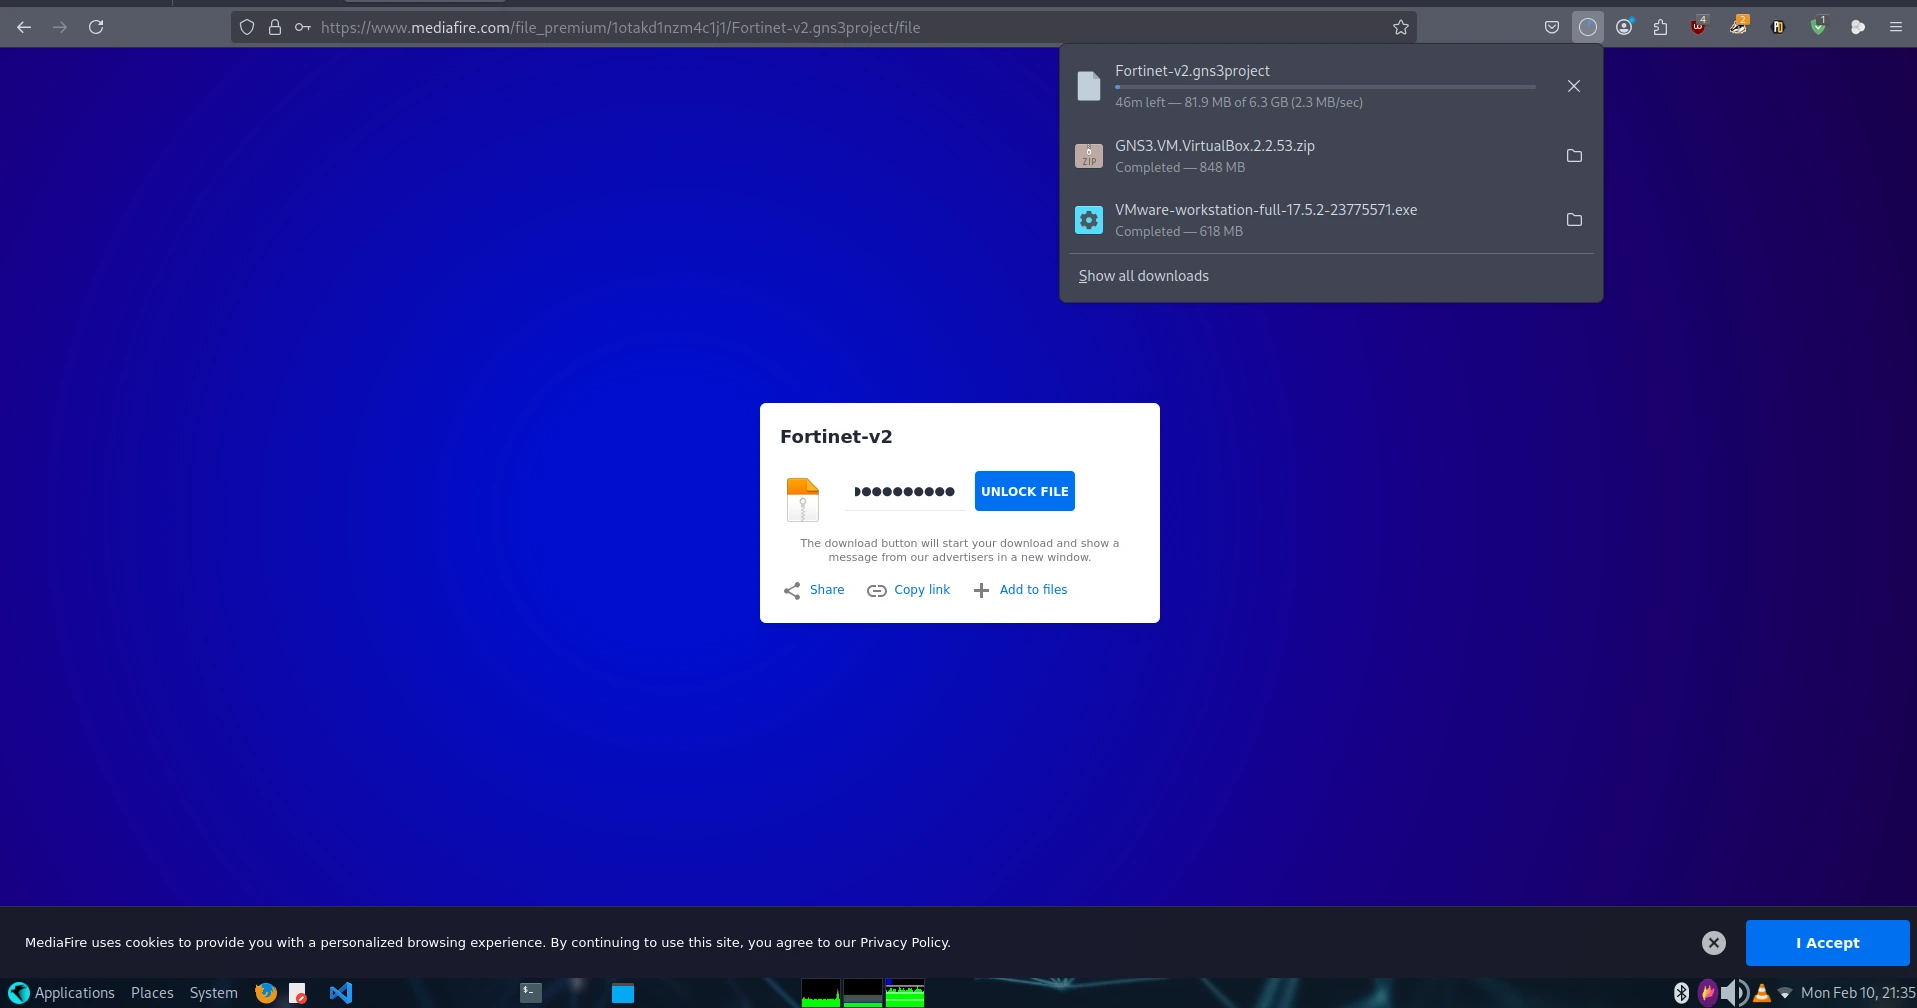 https://www.mediafire.com/file_premium/1otakd1nzm4c1j1/Fortinet-v2.gns3project/file
4
2
1
Fortinet-v2.gns3project
46m left — 81.9 MB of 6.3 GB (2.3 MB/sec)
ZIP
GNS3.VM.VirtualBox.2.2.53.zip
Completed — 848 MB
VMware-workstation-full-17.5.2-23775571.exe
Completed — 618 MB
Show all downloads
Fortinet-v2
●●●●●●●●●●
UNLOCK FILE
The download button will start your download and show a
message from our advertisers in a new window.
Share
Copy link
Add to files
MediaFire uses cookies to provide you with a personalized browsing experience. By continuing to use this site, you agree to our Privacy Policy.
I Accept
Applications Places System
$_
Mon Feb 10, 21:35